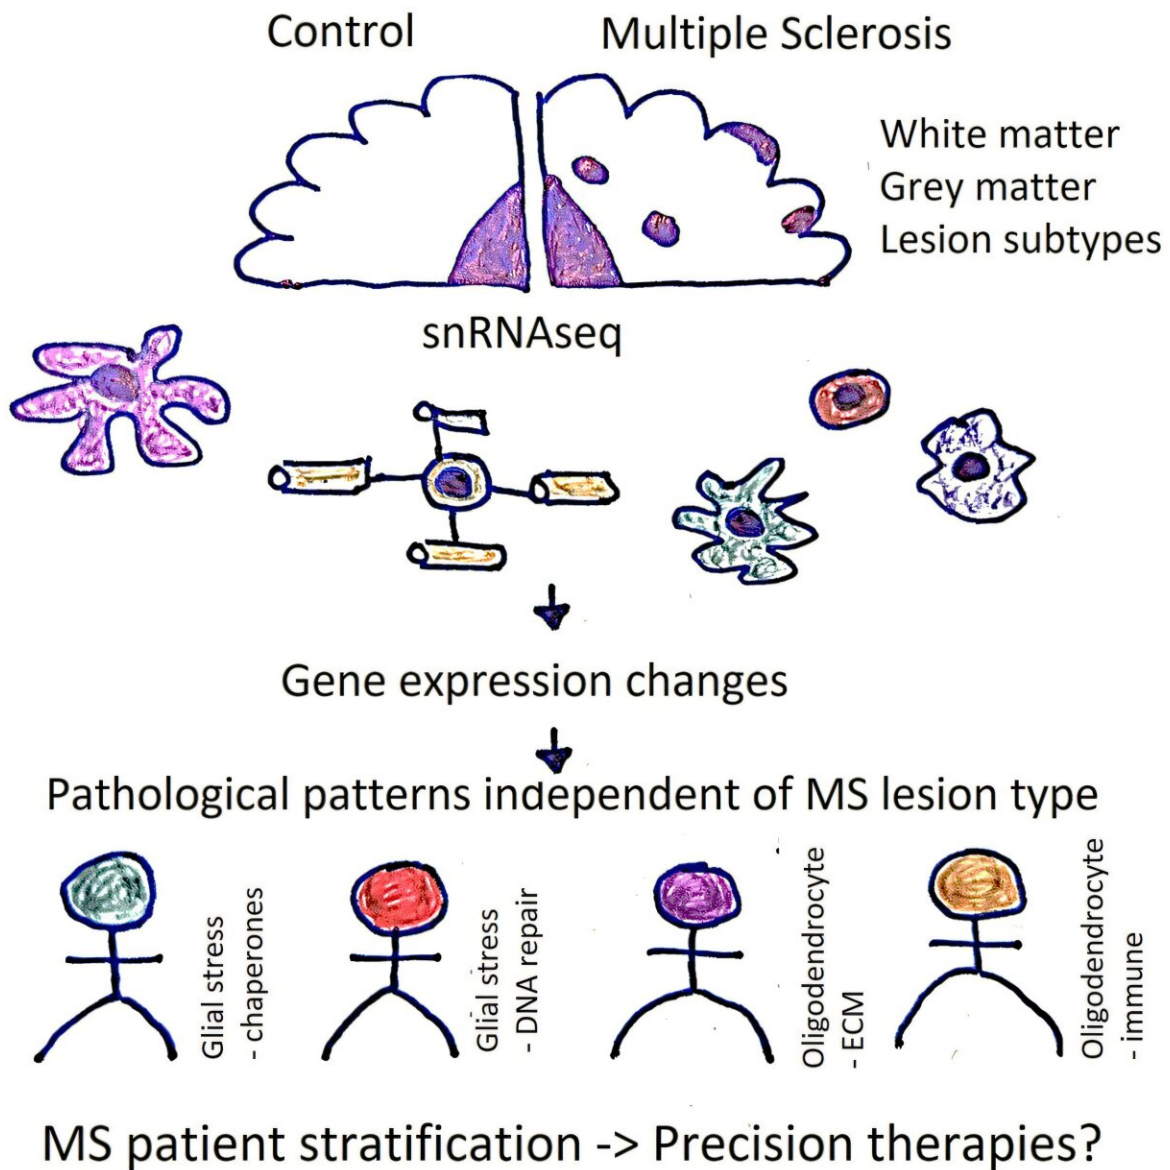 Control
Multiple Sclerosis
White matter
Grey matter
Lesion subtypes
snRNAseq
Gene expression changes
Pathological patterns independent of MS lesion type
Glial stress
- chaperones
Glial stress
- DNA repair
Oligodendrocyte
- ECM
Oligodendrocyte
- immune
MS patient stratification -> Precision therapies?